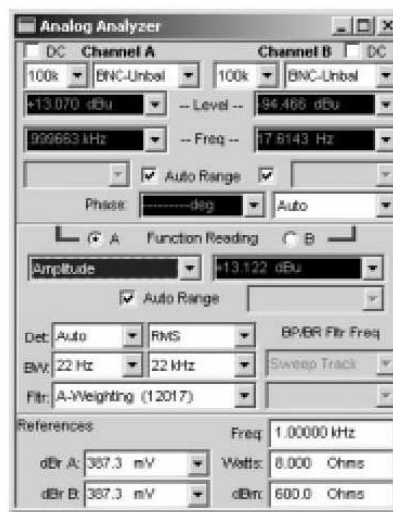 Analog Analyzer
DC Channel A Channel B DC
100k BNC-Unbal 100k BNC-Unbal
+13.070 dBu -- Level -- -94.466 dBu
.999663 kHz -- Freq -- 17.6143 Hz
Auto Range
Phase: --------deg Auto
A Function Reading B
Amplitude +13.122 dBu
Auto Range
Det: Auto RMS BP/BR Fltr Freq
BW: 22 Hz 22 kHz Sweep Track
Fltr: A-Weighting (12017)
References Freq: 1.00000 kHz
dBr A: 387.3 mV Watts: 8.000 Ohms
dBr B: 387.3 mV dBm: 600.0 Ohms